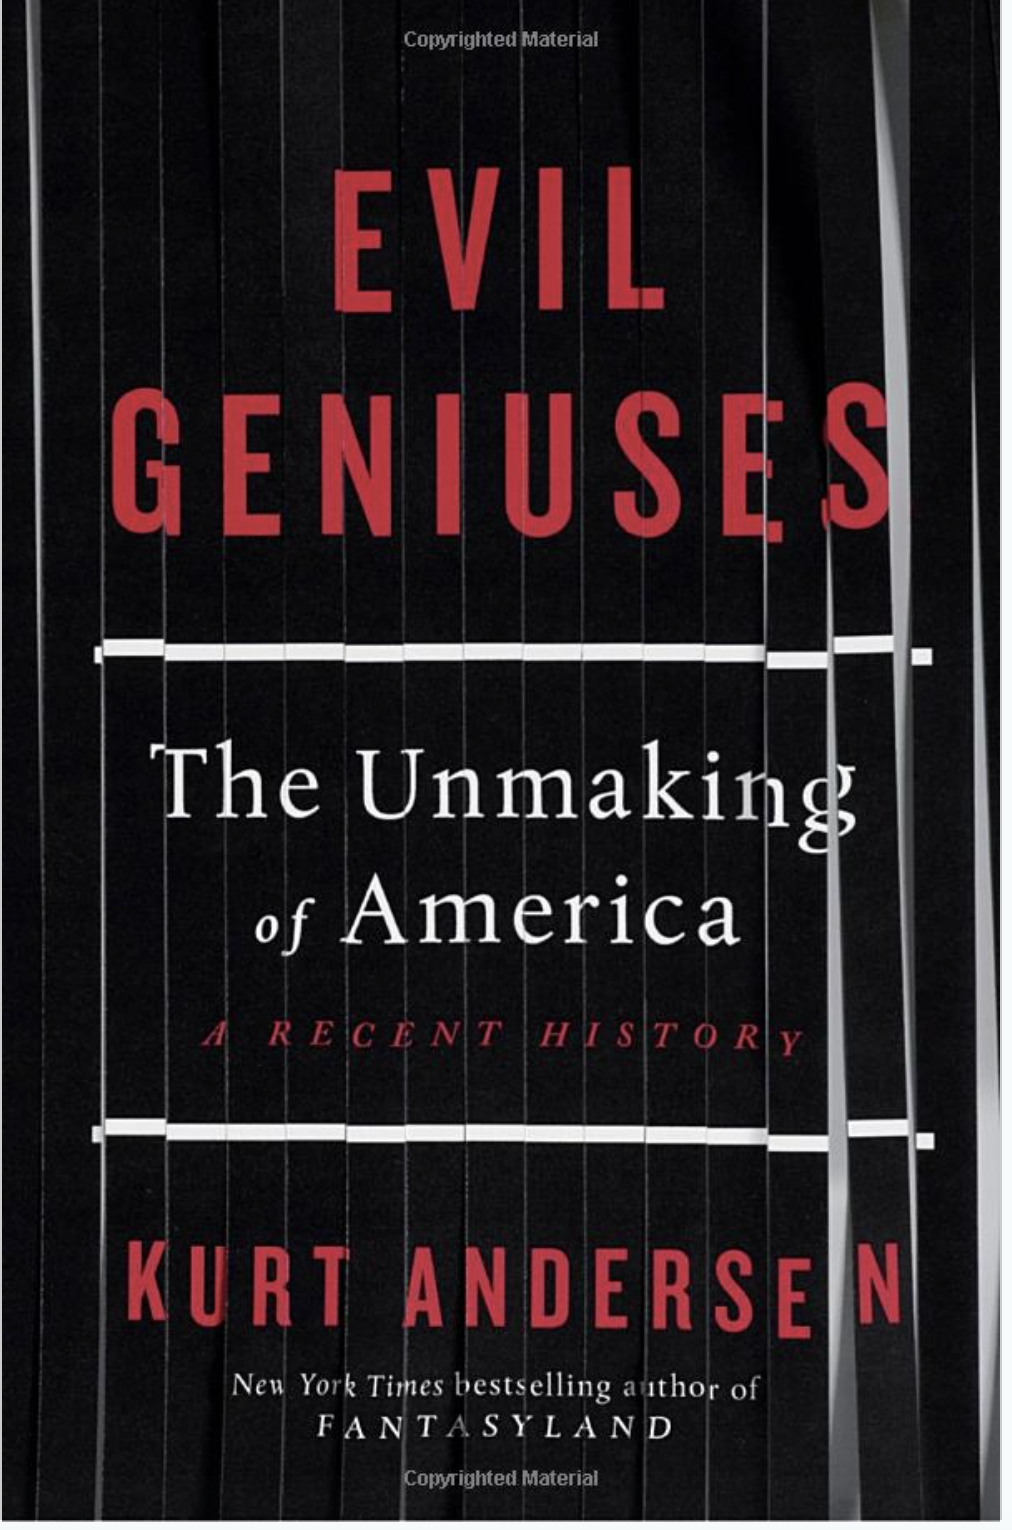 Copyrighted Material
EVIL
GENIUSES
The Unmaking
of America
A RECENT HISTORY
KURT ANDERSEN
New York Times bestselling author of
FANTASYLAND
Copyrighted Material